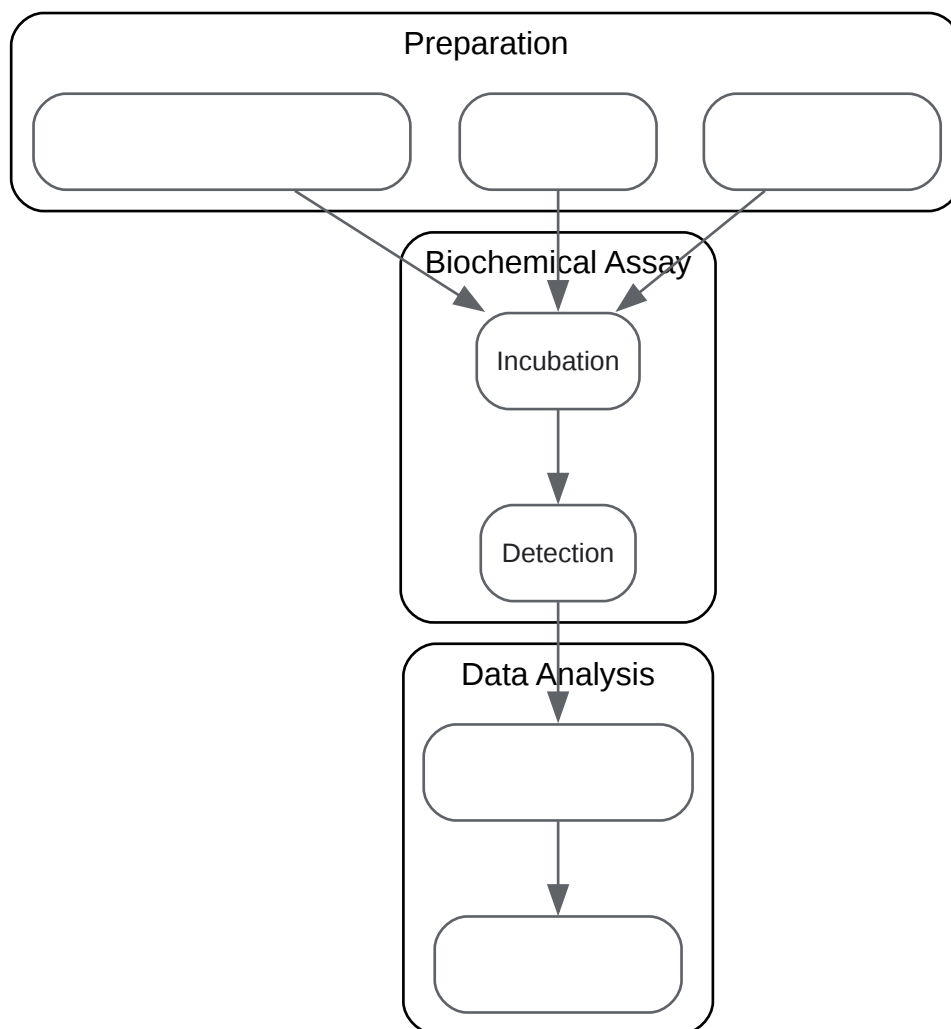 Preparation
Biochemical Assay
Incubation
Detection
Data Analysis